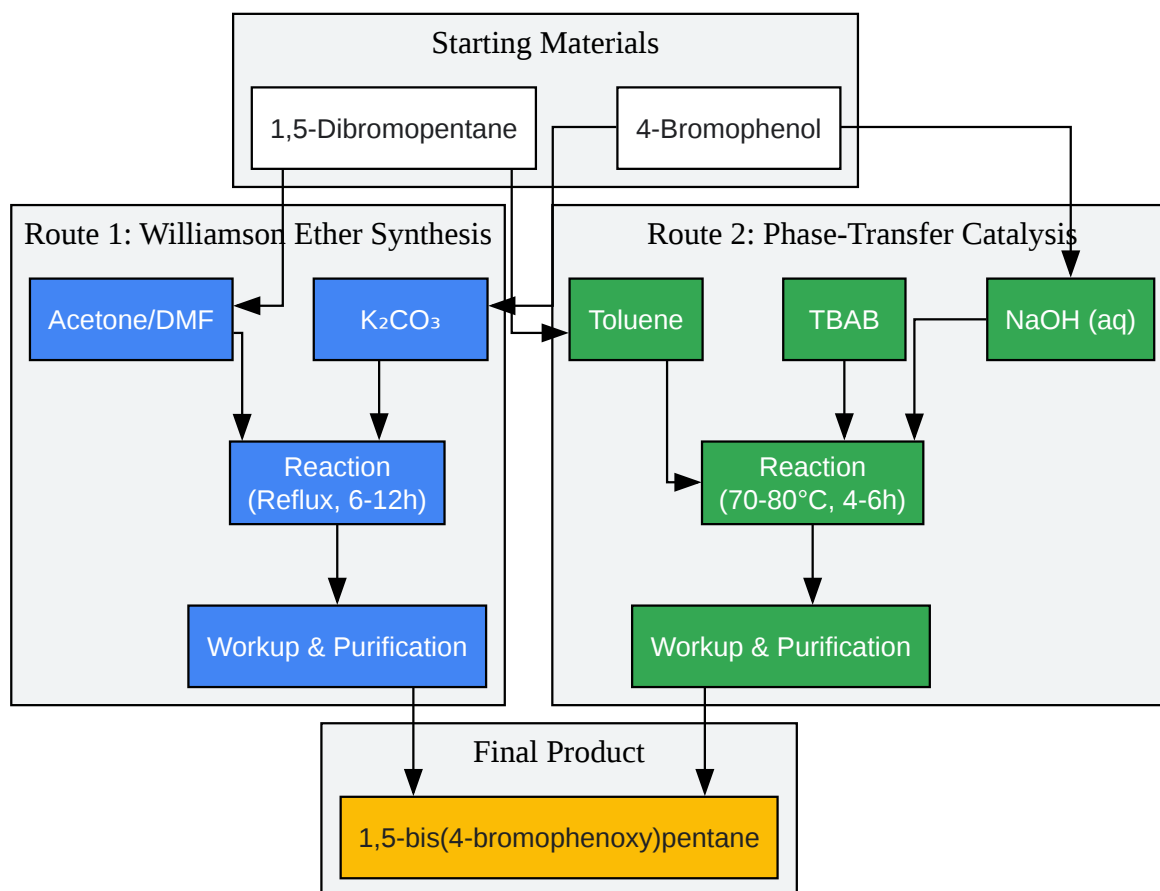 Starting Materials
1,5-Dibromopentane
4-Bromophenol
Route 1: Williamson Ether Synthesis
Acetone/DMF
K₂CO₃
Reaction
(Reflux, 6-12h)
Workup & Purification
Route 2: Phase-Transfer Catalysis
Toluene
TBAB
NaOH (aq)
Reaction
(70-80°C, 4-6h)
Workup & Purification
Final Product
1,5-bis(4-bromophenoxy)pentane